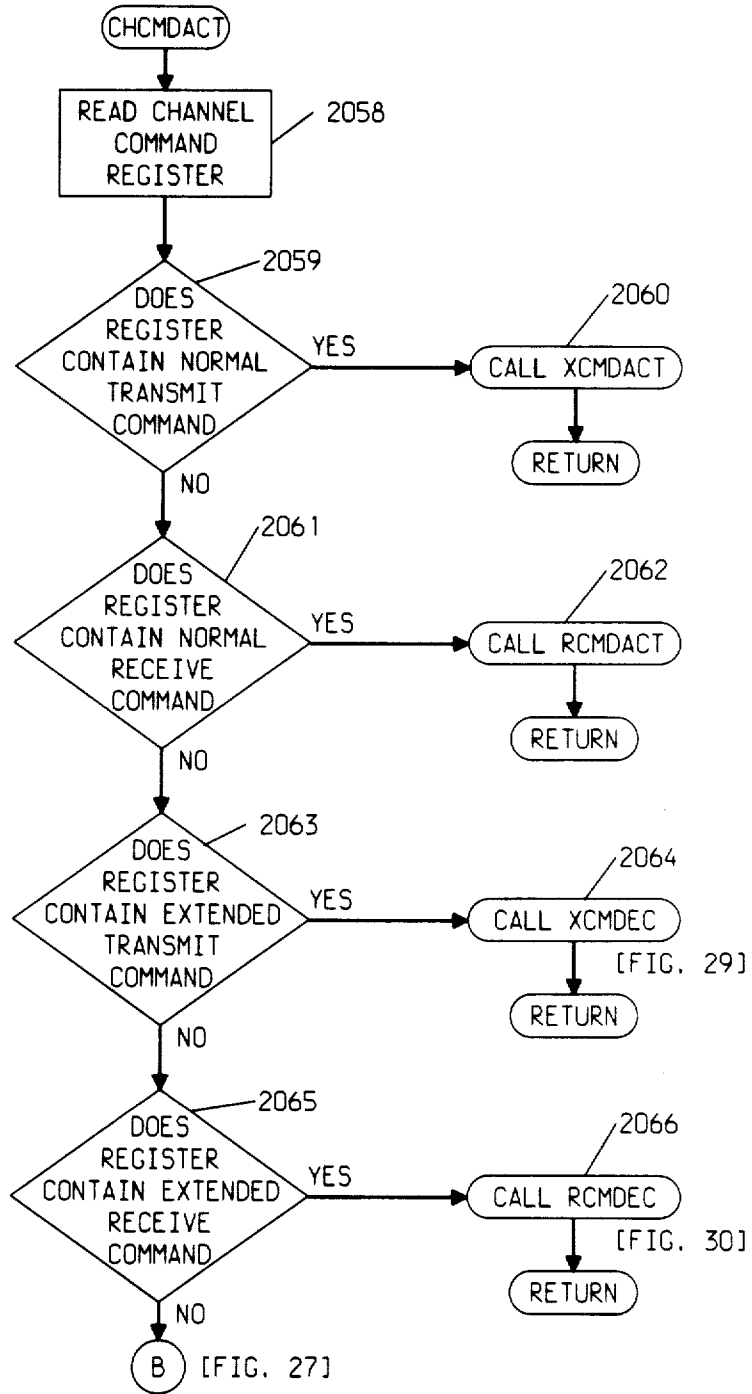 CHCMDACT
READ CHANNEL
COMMAND
REGISTER
2058
2059
DOES
REGISTER
CONTAIN NORMAL
TRANSMIT
COMMAND
YES
2060
CALL XCMDACT
RETURN
NO
2061
DOES
REGISTER
CONTAIN NORMAL
RECEIVE
COMMAND
YES
2062
CALL RCMDACT
RETURN
NO
2063
DOES
REGISTER
CONTAIN EXTENDED
TRANSMIT
COMMAND
YES
2064
CALL XCMDEC
[FIG. 29]
RETURN
NO
2065
DOES
REGISTER
CONTAIN EXTENDED
RECEIVE
COMMAND
YES
2066
CALL RCMDEC
[FIG. 30]
RETURN
NO
B [FIG. 27]